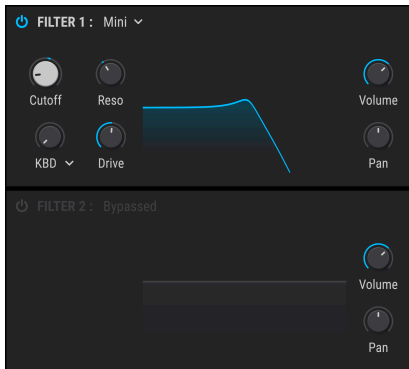 FILTER 1 : Mini
Cutoff Reso Volume
KBD Drive Pan
FILTER 2 : Bypassed
Volume
Pan